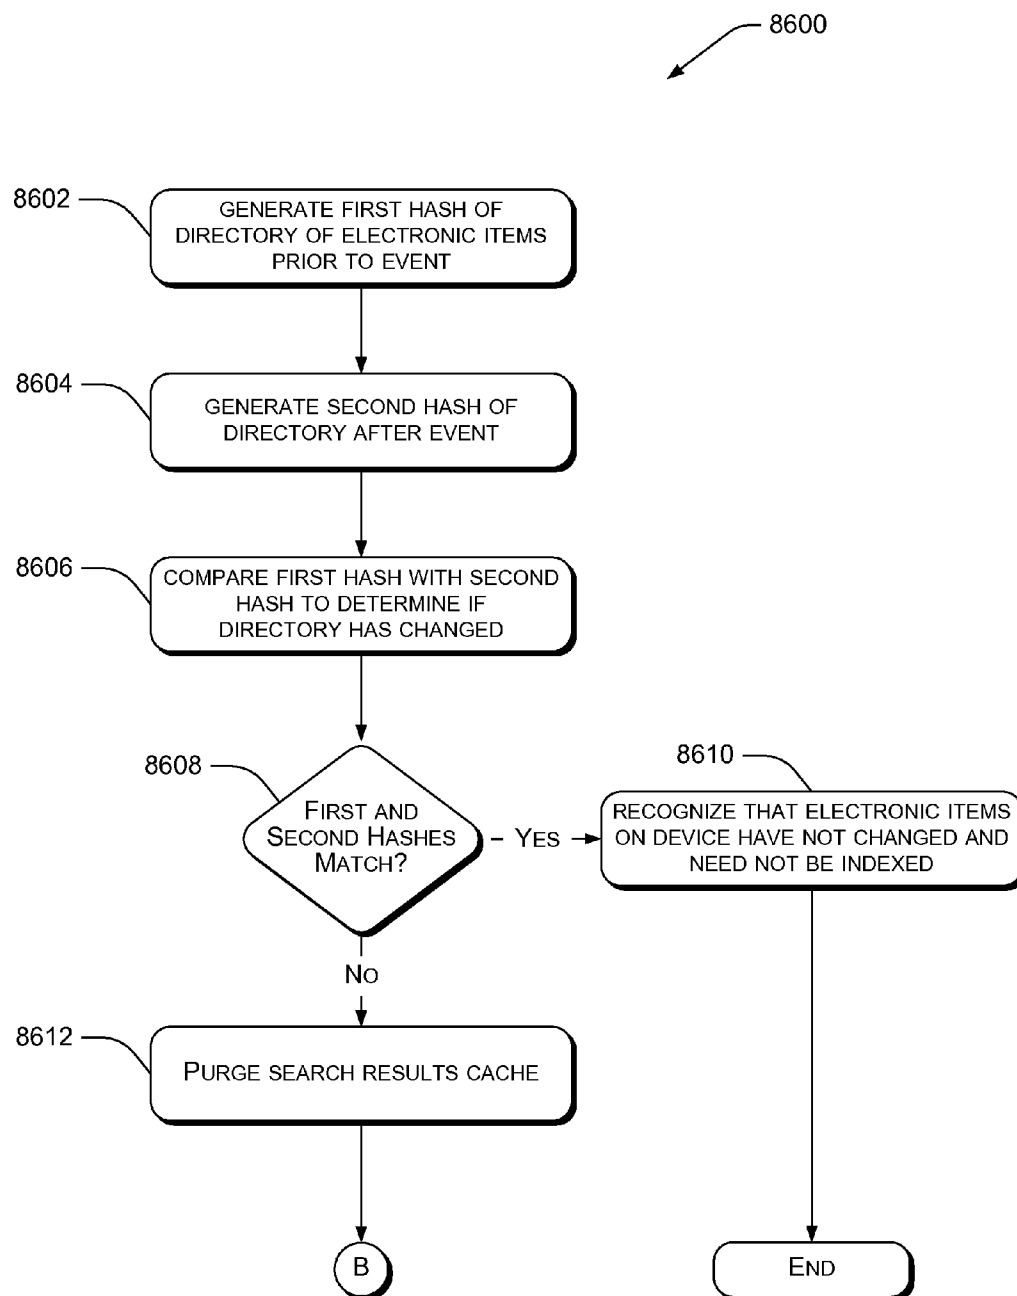 8600
8602
GENERATE FIRST HASH OF
DIRECTORY OF ELECTRONIC ITEMS
PRIOR TO EVENT
8604
GENERATE SECOND HASH OF
DIRECTORY AFTER EVENT
8606
COMPARE FIRST HASH WITH SECOND
HASH TO DETERMINE IF
DIRECTORY HAS CHANGED
8608
FIRST AND
SECOND HASHES
MATCH?
YES
8610
RECOGNIZE THAT ELECTRONIC ITEMS
ON DEVICE HAVE NOT CHANGED AND
NEED NOT BE INDEXED
NO
8612
PURGE SEARCH RESULTS CACHE
B
END